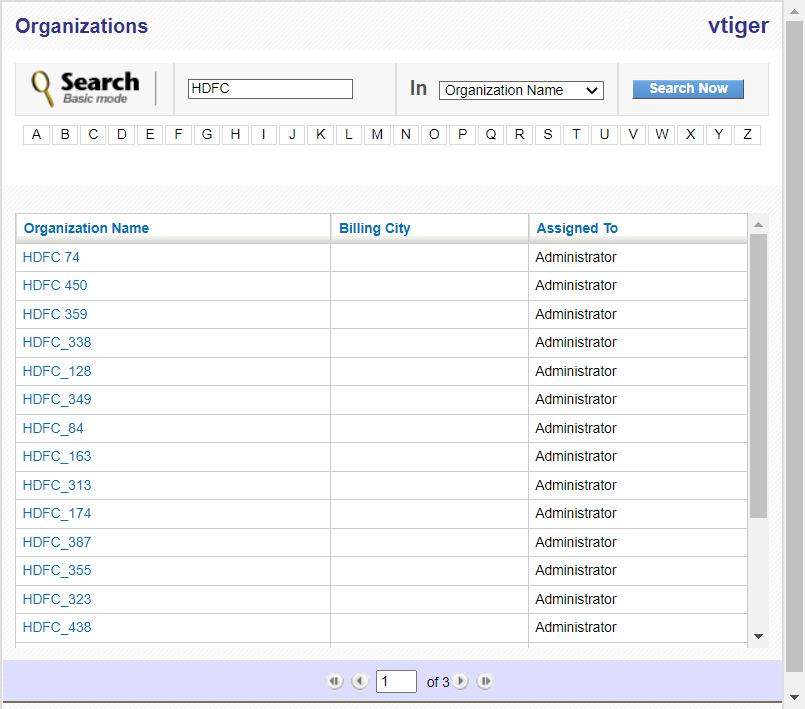 Organizations vtiger
Search
Basic mode
HDFC In Organization Name Search Now
A B C D E F G H I J K L M N O P Q R S T U V W X Y Z
Organization Name Billing City Assigned To
HDFC 74 Administrator
HDFC 450 Administrator
HDFC 359 Administrator
HDFC_338 Administrator
HDFC_128 Administrator
HDFC_349 Administrator
HDFC_84 Administrator
HDFC_163 Administrator
HDFC_313 Administrator
HDFC_174 Administrator
HDFC_387 Administrator
HDFC_355 Administrator
HDFC_323 Administrator
HDFC_438 Administrator
1 of 3